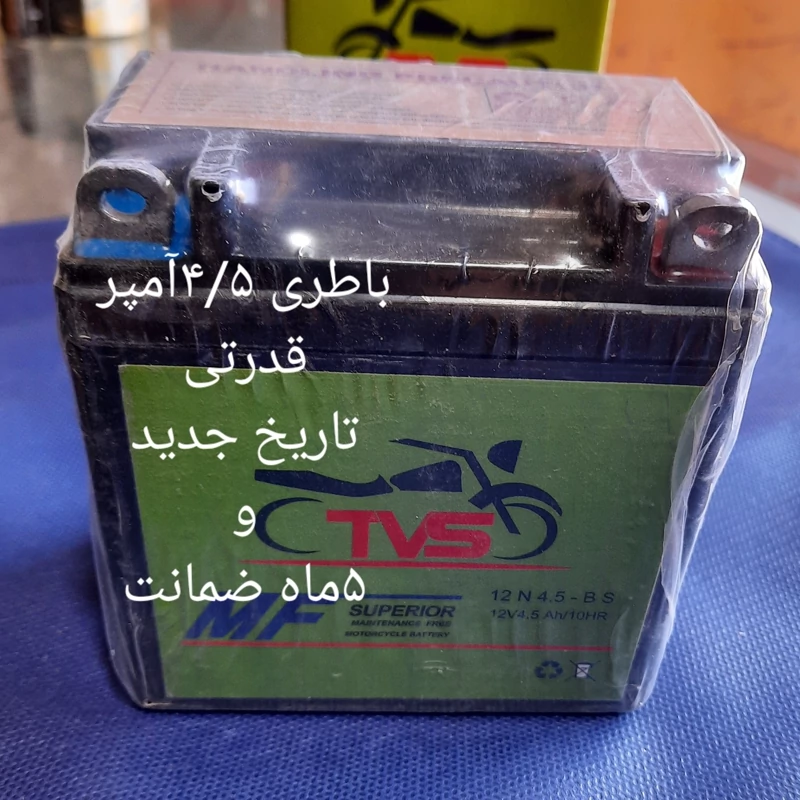 باطری ۴/۵آمپر
قدرتی
تاریخ جدید
و
۵ماه ضمانت
TVS
MF SUPERIOR
MAINTENANCE FREE
MOTORCYCLE BATTERY
12 N 4.5 - B S
12V4.5 Ah/10HR